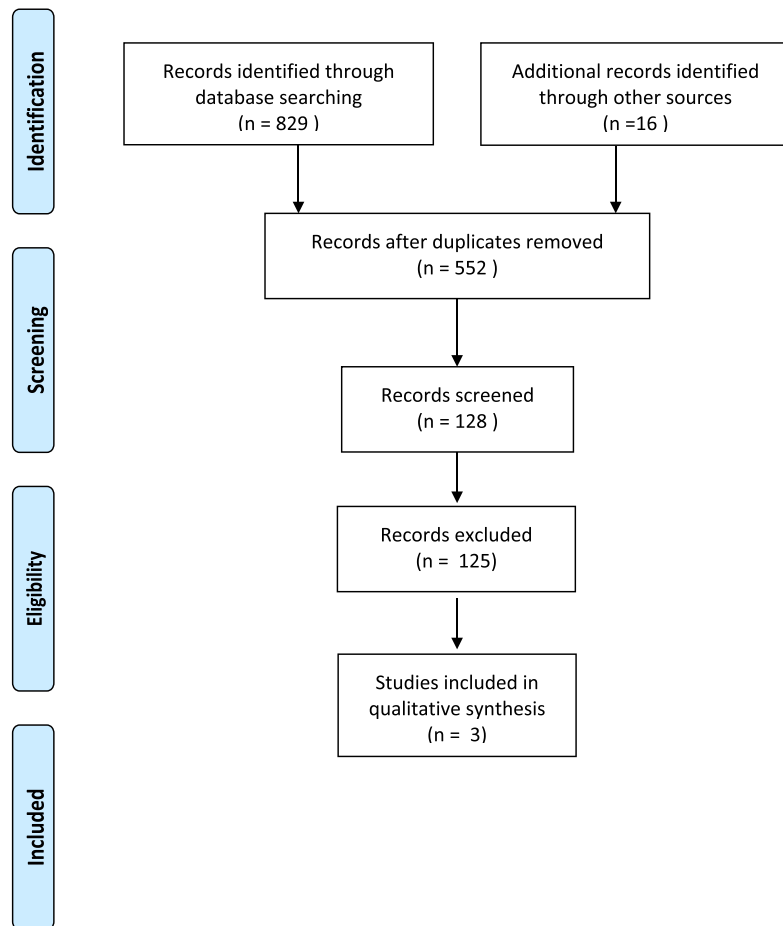 Identification
Records identified through
database searching
(n = 829 )
Additional records identified
through other sources
(n =16 )
Records after duplicates removed
(n = 552 )
Screening
Records screened
(n = 128 )
Records excluded
(n =  125)
Eligibility
Studies included in
qualitative synthesis
(n =  3)
Included